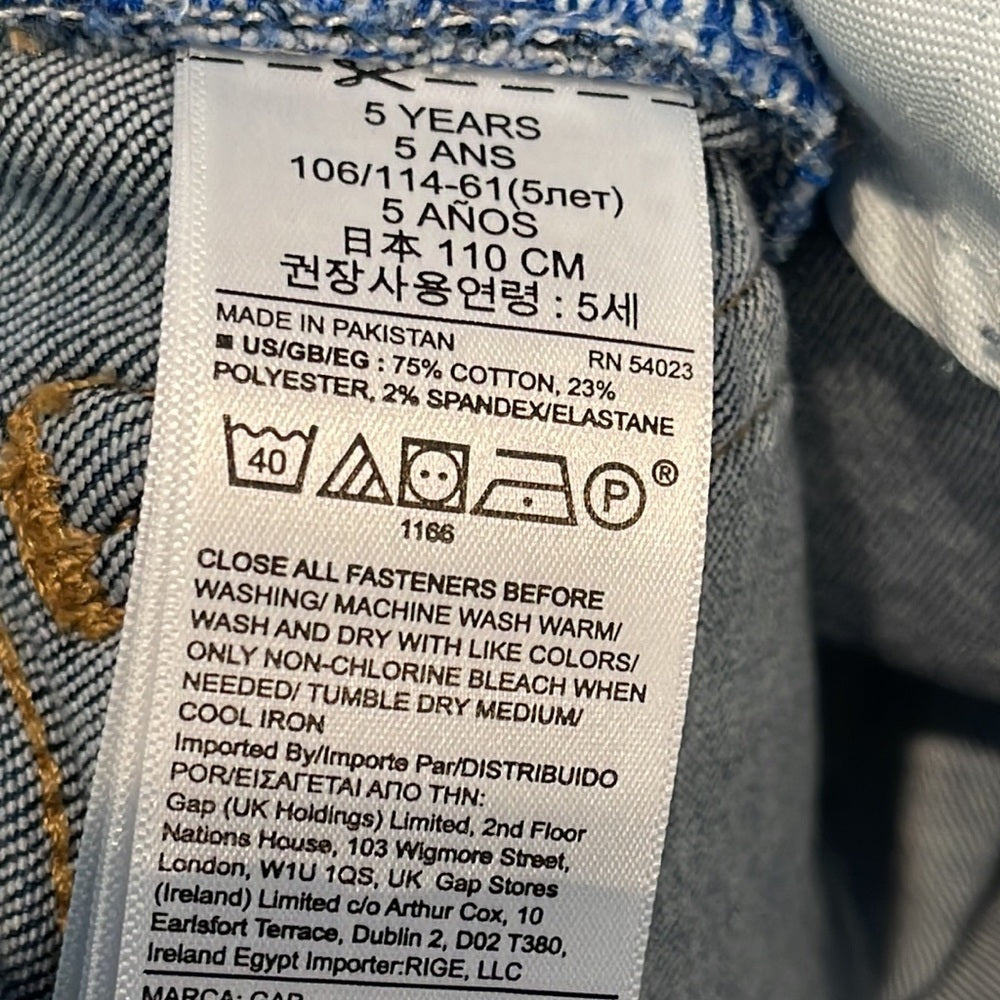 5 YEARS
5 ANS
106/114-61(5лет)
5 AÑOS
日本 110 CM
권장사용연령 : 5세
MADE IN PAKISTAN
RN 54023
■ US/GB/EG : 75% COTTON, 23%
POLYESTER, 2% SPANDEX/ELASTANE
40
P ®
1166
CLOSE ALL FASTENERS BEFORE
WASHING/ MACHINE WASH WARM/
WASH AND DRY WITH LIKE COLORS/
ONLY NON-CHLORINE BLEACH WHEN
NEEDED/ TUMBLE DRY MEDIUM/
COOL IRON
Imported By/Importe Par/DISTRIBUIDO
POR/ΕΙΣΑΓΕΤΑΙ ΑΠΟ ΤΗΝ:
Gap (UK Holdings) Limited, 2nd Floor
Nations House, 103 Wigmore Street,
London, W1U 1QS, UK Gap Stores
(Ireland) Limited c/o Arthur Cox, 10
Earlsfort Terrace, Dublin 2, D02 T380,
Ireland Egypt Importer:RIGE, LLC
MARCA: GAP